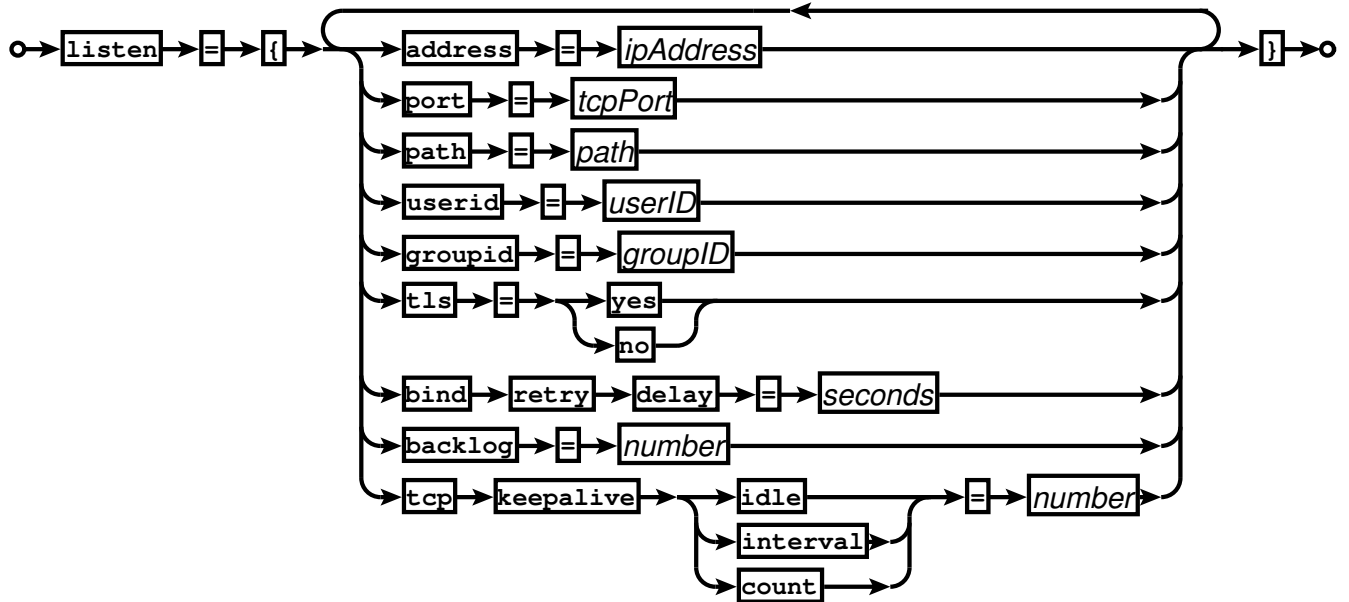 listen = { address = ipAddress }
port = tcpPort
path = path
userid = userID
groupid = groupID
tls = yes
no
bind retry delay = seconds
backlog = number
tcp keepalive idle = number
interval
count